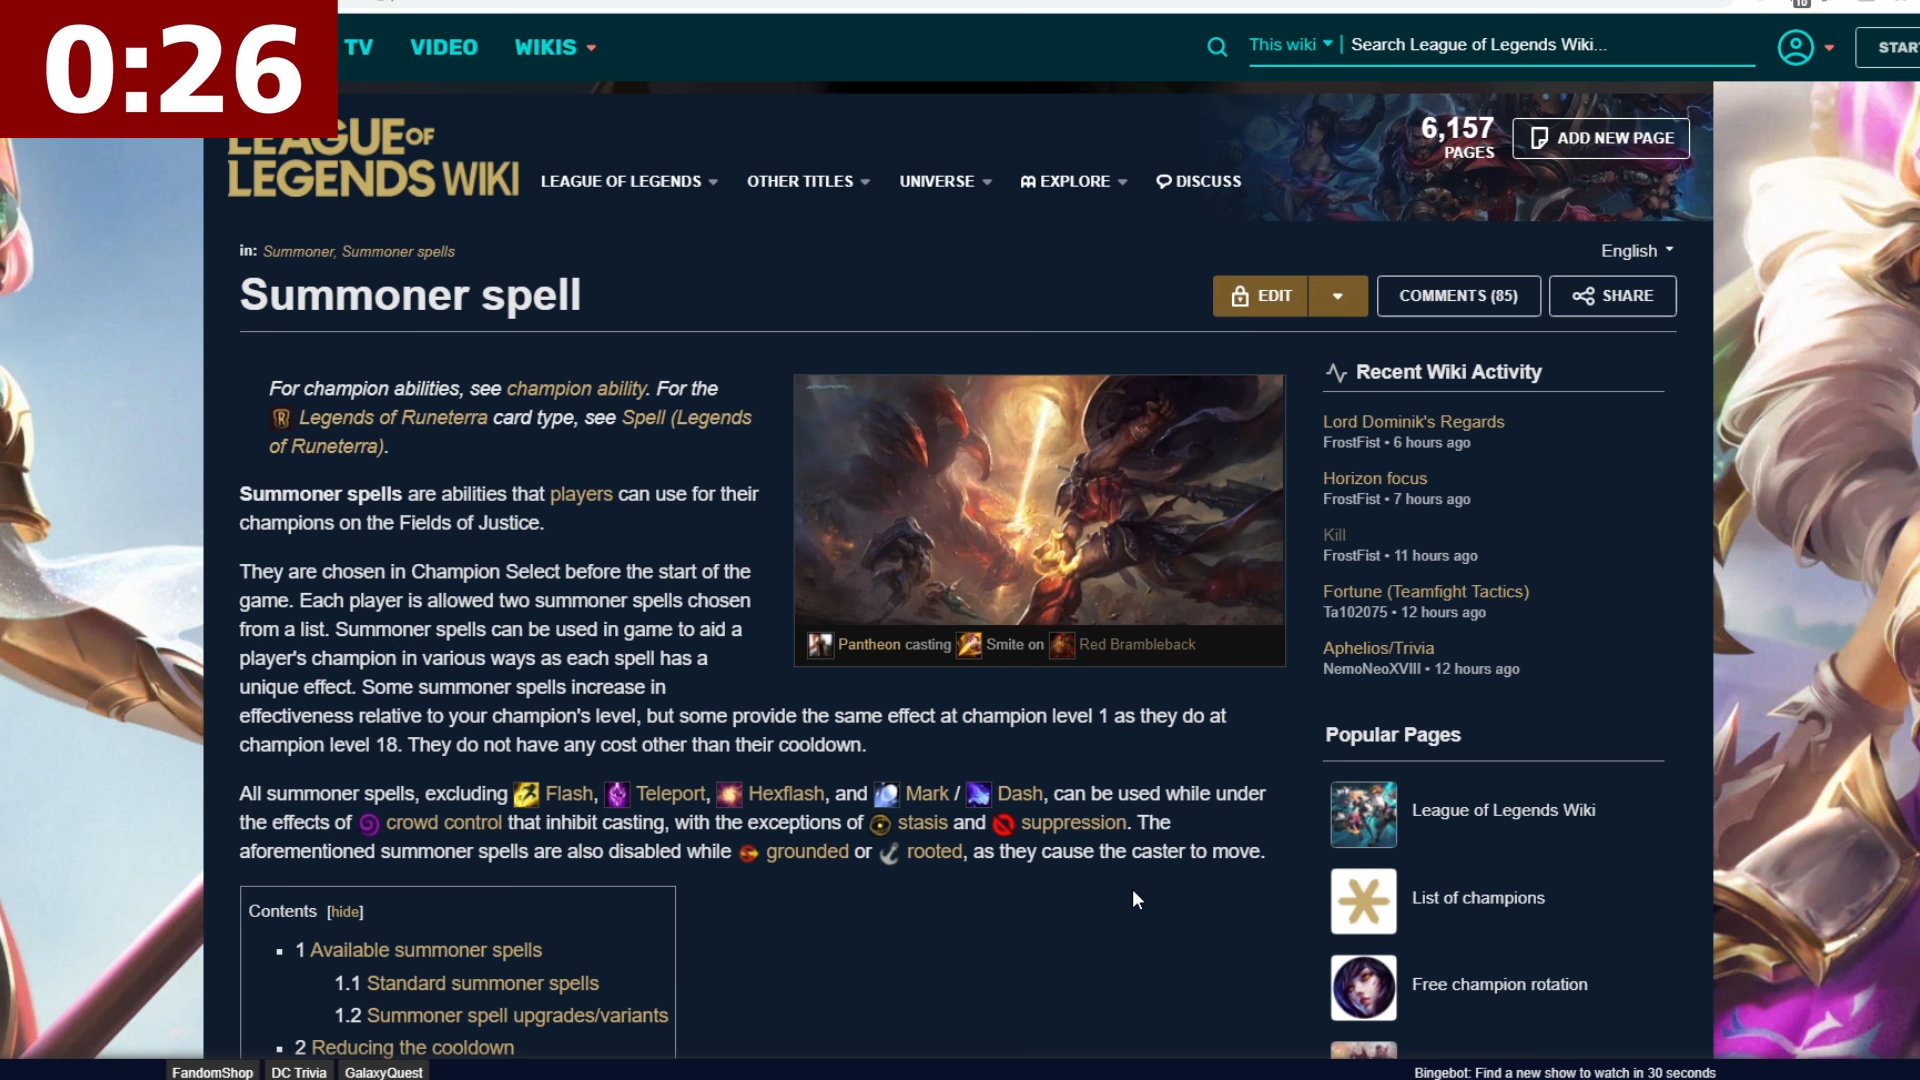 0:26
TV VIDEO WIKIS
This wiki Search League of Legends Wiki...
START
LEAGUE OF
LEGENDS WIKI
LEAGUE OF LEGENDS OTHER TITLES UNIVERSE EXPLORE DISCUSS
6,157
PAGES
ADD NEW PAGE
in: Summoner, Summoner spells
English
Summoner spell
EDIT COMMENTS (85) SHARE
For champion abilities, see champion ability. For the
Legends of Runeterra card type, see Spell (Legends
of Runeterra).
Summoner spells are abilities that players can use for their
champions on the Fields of Justice.
They are chosen in Champion Select before the start of the
game. Each player is allowed two summoner spells chosen
from a list. Summoner spells can be used in game to aid a
player's champion in various ways as each spell has a
unique effect. Some summoner spells increase in
effectiveness relative to your champion's level, but some provide the same effect at champion level 1 as they do at
champion level 18. They do not have any cost other than their cooldown.
Pantheon casting Smite on Red Brambleback
All summoner spells, excluding Flash, Teleport, Hexflash, and Mark / Dash, can be used while under
the effects of crowd control that inhibit casting, with the exceptions of stasis and suppression. The
aforementioned summoner spells are also disabled while grounded or rooted, as they cause the caster to move.
Contents [hide]
1 Available summoner spells
1.1 Standard summoner spells
1.2 Summoner spell upgrades/variants
2 Reducing the cooldown
Recent Wiki Activity
Lord Dominik's Regards
FrostFist • 6 hours ago
Horizon focus
FrostFist • 7 hours ago
Kill
FrostFist • 11 hours ago
Fortune (Teamfight Tactics)
Ta102075 • 12 hours ago
Aphelios/Trivia
NemoNeoXVIII • 12 hours ago
Popular Pages
League of Legends Wiki
List of champions
Free champion rotation
FandomShop DC Trivia GalaxyQuest
Bingebot: Find a new show to watch in 30 seconds